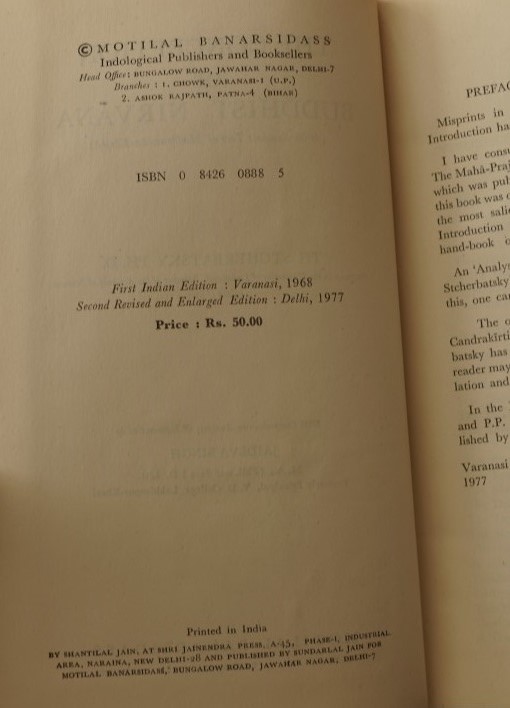 © MOTILAL BANARSIDASS
Indological Publishers and Booksellers
Head Office: BUNGALOW ROAD, JAWAHAR NAGAR, DELHI-7
Branches : 1. CHOWK, VARANASI-1 (U.P.)
2. ASHOK RAJPATH, PATNA-4 (BIHAR)
ISBN 0 8426 0888 5
First Indian Edition : Varanasi, 1968
Second Revised and Enlarged Edition : Delhi, 1977
Price : Rs. 50.00
Printed in India
BY SHANTILAL JAIN, AT SHRI JAINENDRA PRESS, A-45, PHASE-I, INDUSTRIAL
AREA, NARAINA, NEW DELHI-28 AND PUBLISHED BY SUNDARLAL JAIN FOR
MOTILAL BANARSIDASS, BUNGALOW ROAD, JAWAHAR NAGAR, DELHI-7
PREFAC
Misprints in
Introduction ha
I have consu
The Mahā-Praj
which was pub
this book was c
the most salie
Introduction
hand-book
An 'Analy
Stcherbatsky
this, one ca
The
Candrakīrti
batsky has
reader may
lation and
In the
and P.P.
lished by
Varanasi
1977